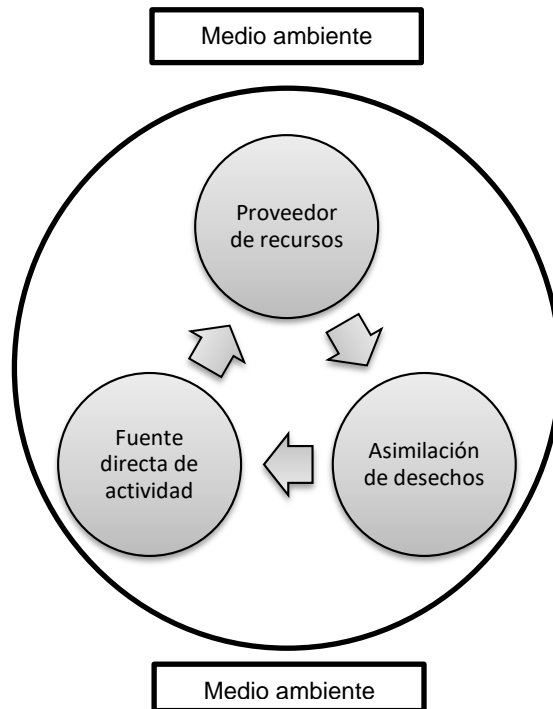 Medio ambiente
Proveedor
de recursos
Fuente
directa de
actividad
Asimilación
de desechos
Medio ambiente